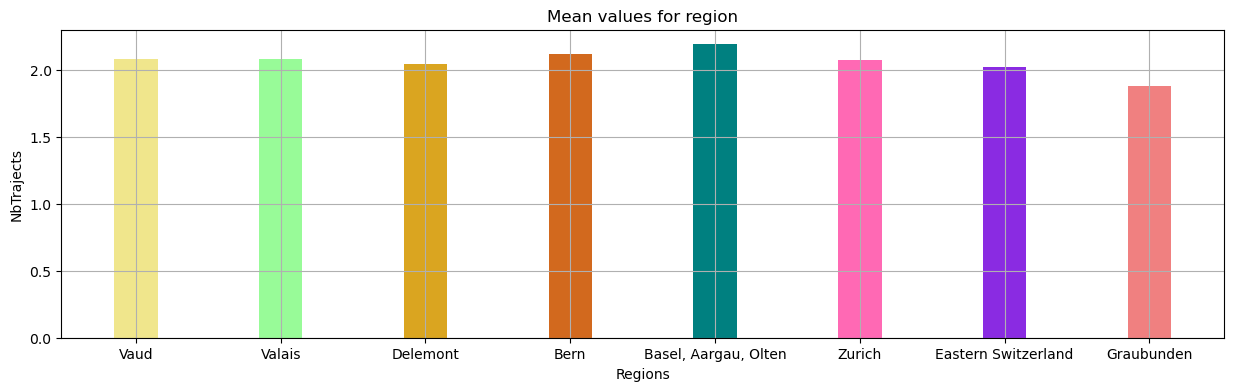 Mean values for region
NbTrajects
2.0
1.5
1.0
0.5
0.0
Vaud
Valais
Delemont
Bern
Basel, Aargau, Olten
Zurich
Eastern Switzerland
Graubunden
Regions